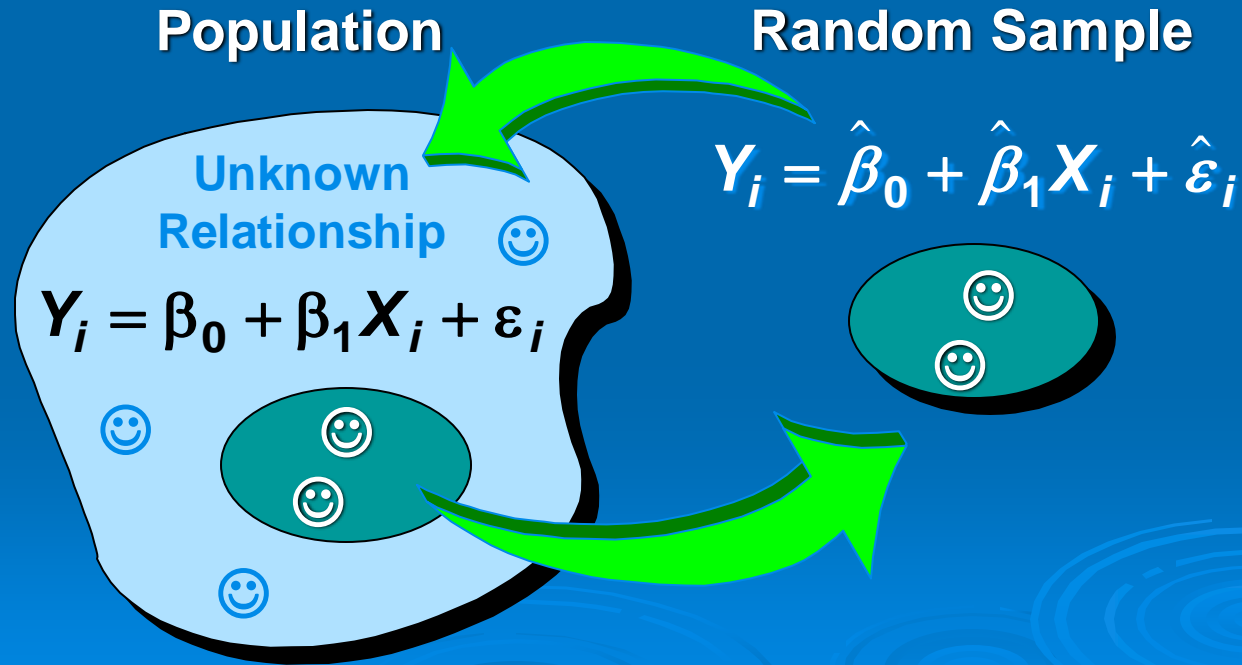 Population
Random Sample
Unknown
Relationship
Yᵢ = β₀ + β₁Xᵢ + εᵢ
Yᵢ = β̂₀ + β̂₁Xᵢ + ε̂ᵢ